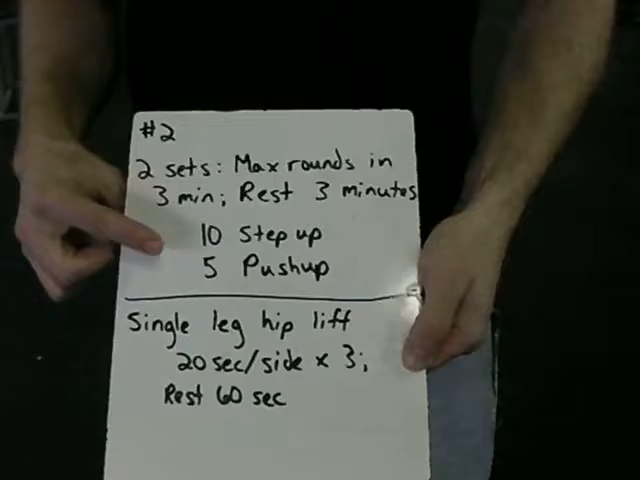 #2
2 sets: Max rounds in
3 min; Rest 3 minutes
10 Step up
5 Pushup
Single leg hip lift
20 sec/side x 3;
Rest 60 sec